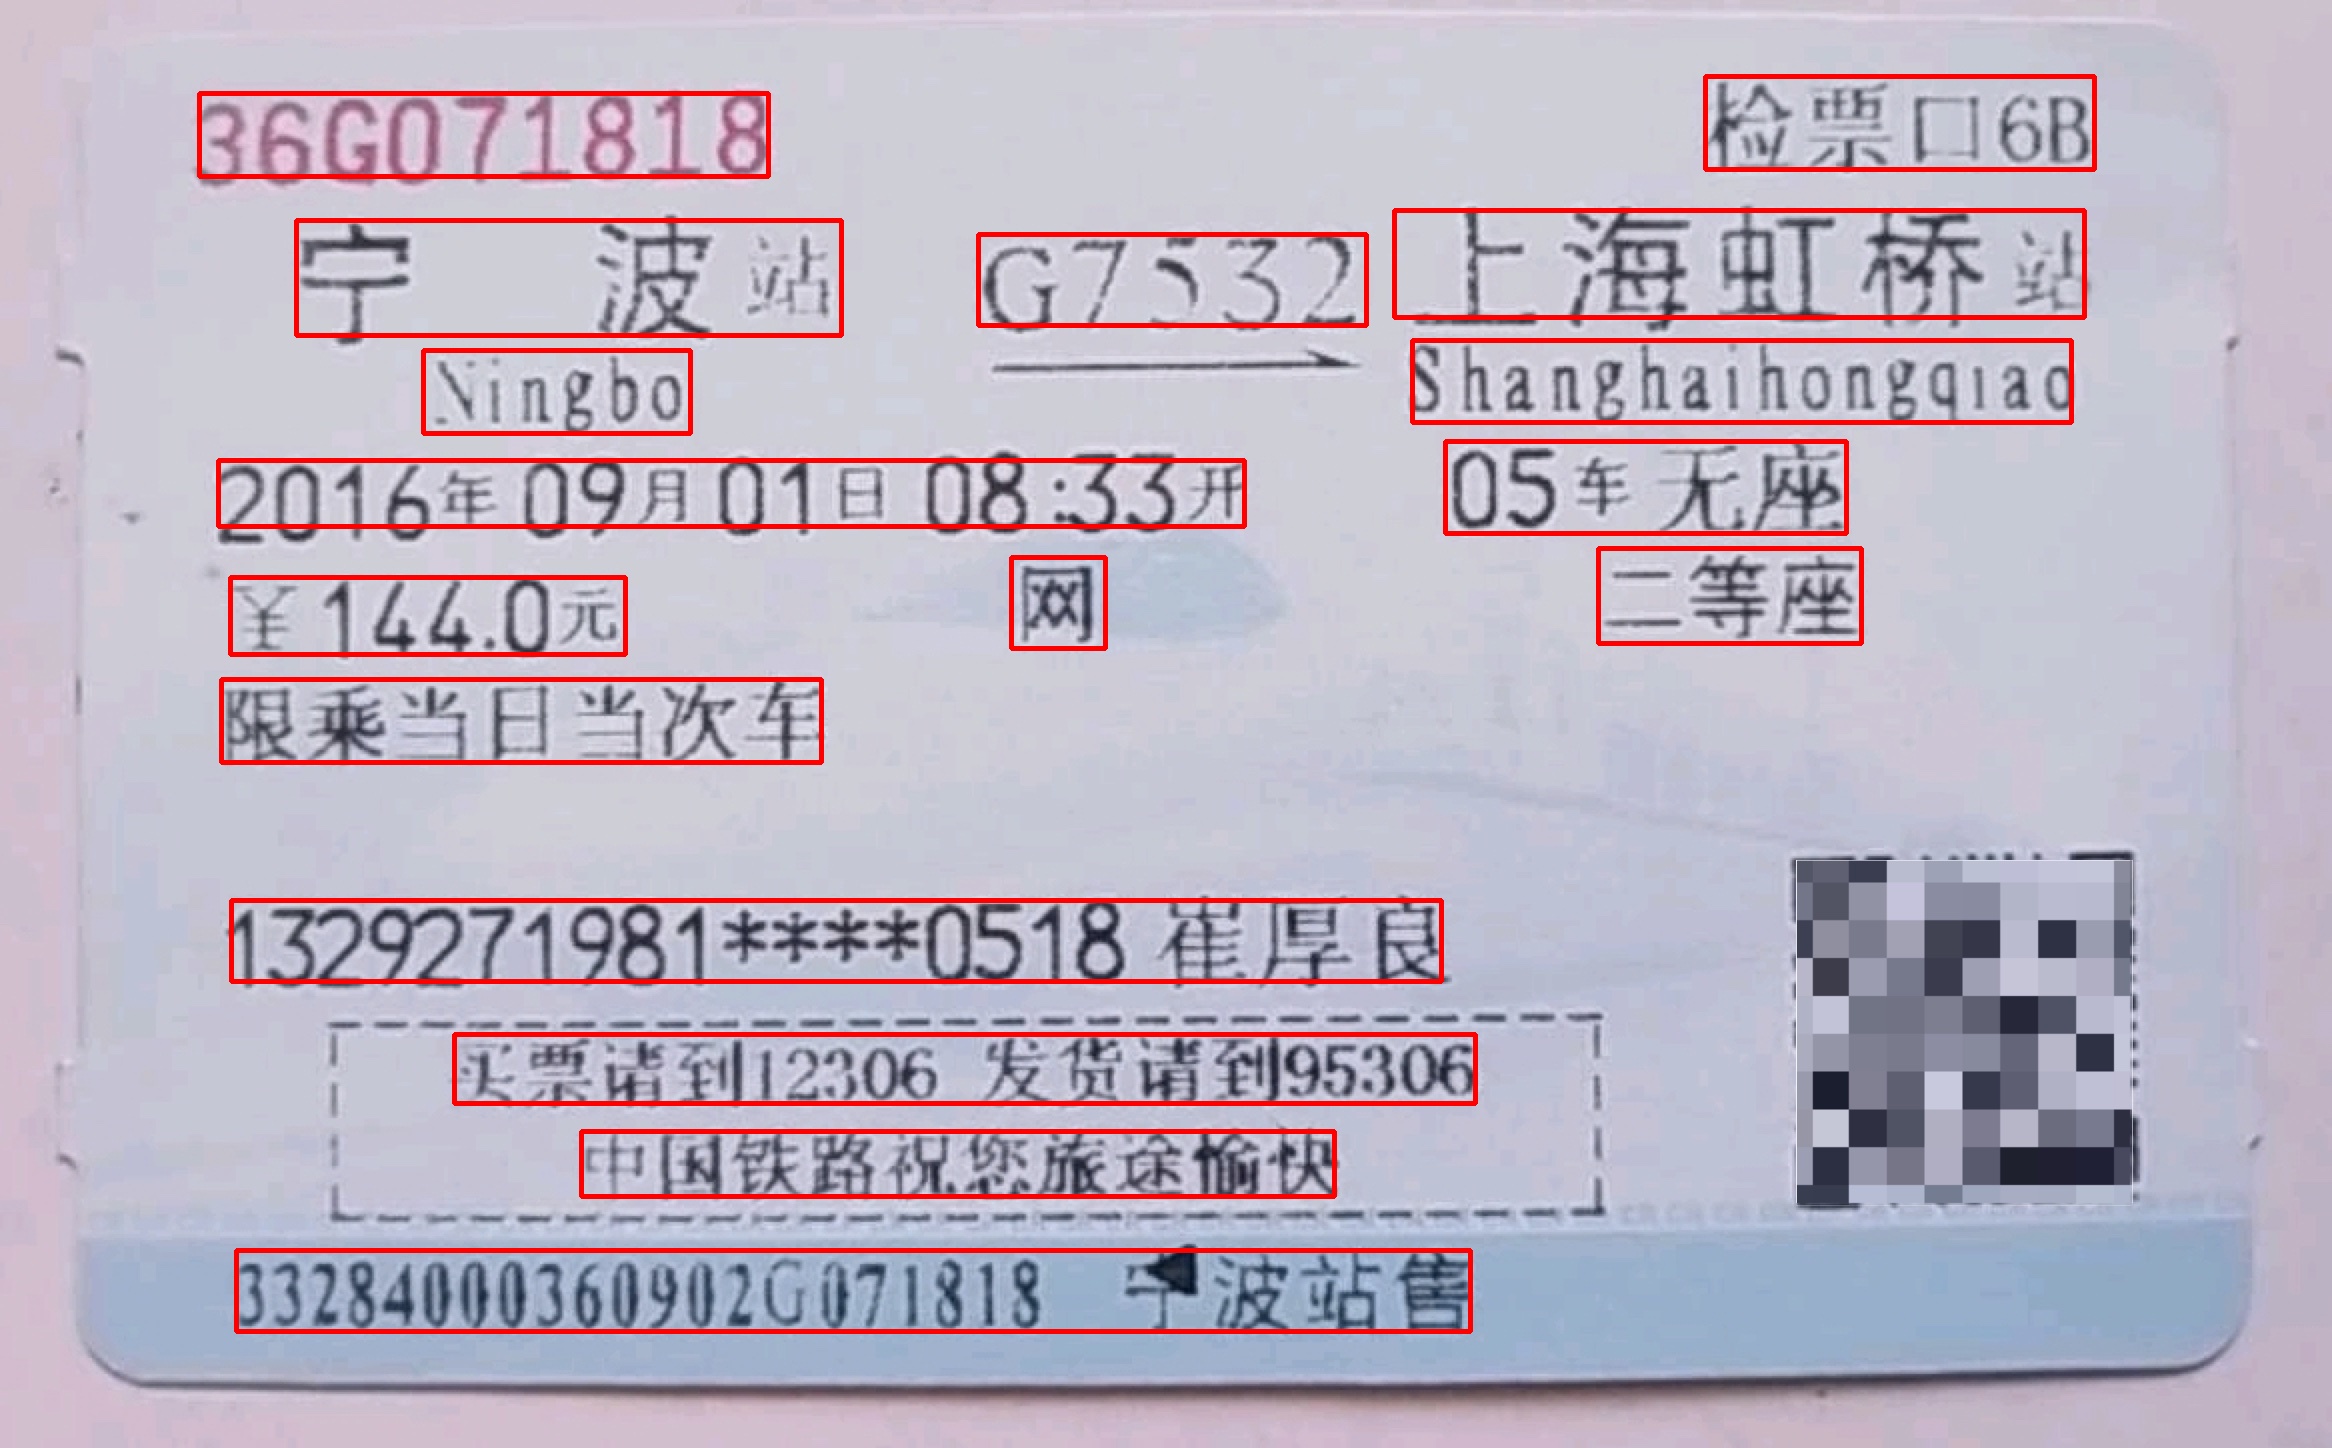 36G071818 检票口6B
宁 波站 G7532 上海虹桥站
Ningbo Shanghaihongqiao
2016年09月01日 08:33开 05车 无座
￥144.0元 网 二等座
限乘当日当次车
1329271981****0518 崔厚良
买票请到12306 发货请到95306
中国铁路祝您旅途愉快
33284000360902G071818 宁波站售